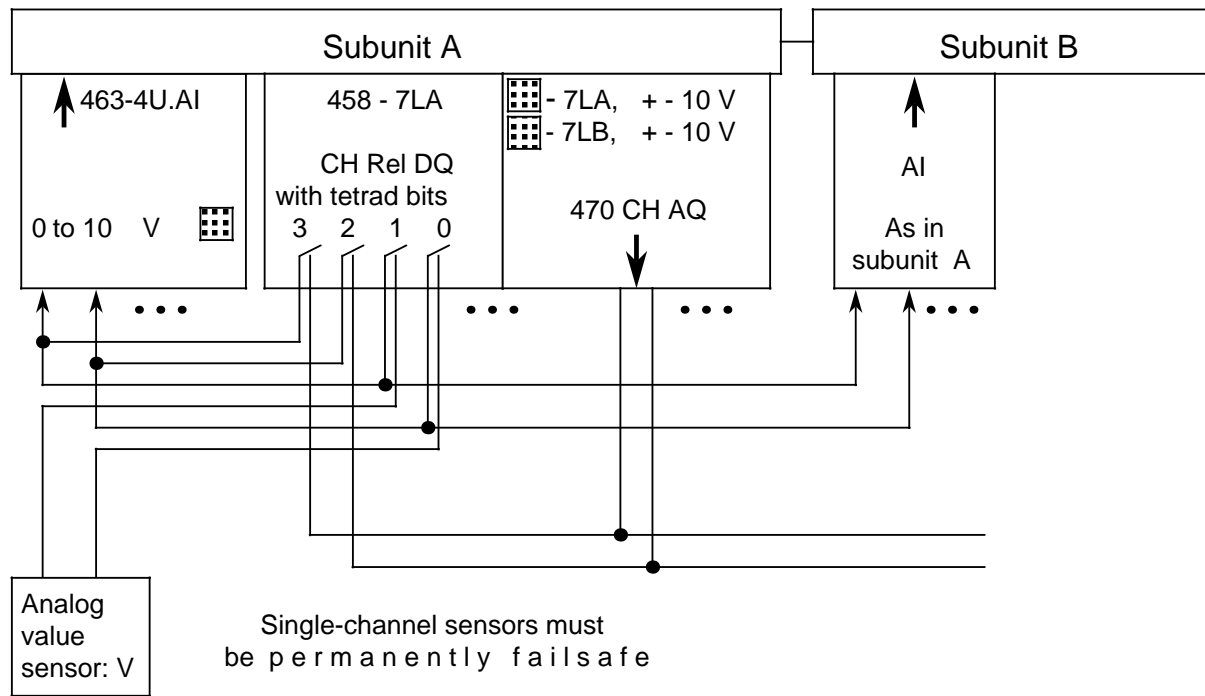 Subunit A
Subunit B
463-4U.AI
0 to 10 V
458 - 7LA
CH Rel DQ
with tetrad bits
3 2 1 0
- 7LA, + - 10 V
- 7LB, + - 10 V
470 CH AQ
AI
As in
subunit A
• • •
• • •
• • •
• • •
Analog
value
sensor: V
Single-channel sensors must
be p e r m a n e n t l y f a i l s a f e